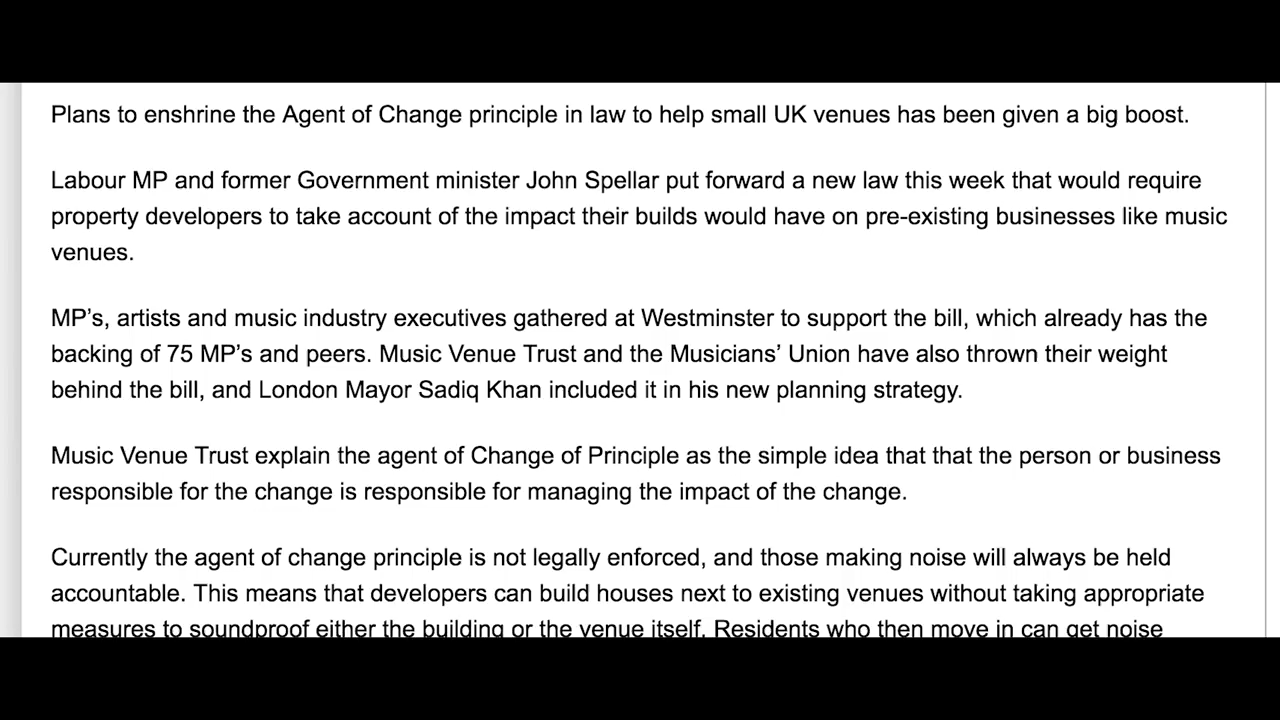 Plans to enshrine the Agent of Change principle in law to help small UK venues has been given a big boost.
Labour MP and former Government minister John Spellar put forward a new law this week that would require
property developers to take account of the impact their builds would have on pre-existing businesses like music
venues.
MP’s, artists and music industry executives gathered at Westminster to support the bill, which already has the
backing of 75 MP’s and peers. Music Venue Trust and the Musicians’ Union have also thrown their weight
behind the bill, and London Mayor Sadiq Khan included it in his new planning strategy.
Music Venue Trust explain the agent of Change of Principle as the simple idea that that the person or business
responsible for the change is responsible for managing the impact of the change.
Currently the agent of change principle is not legally enforced, and those making noise will always be held
accountable. This means that developers can build houses next to existing venues without taking appropriate
measures to soundproof either the building or the venue itself. Residents who then move in can get noise